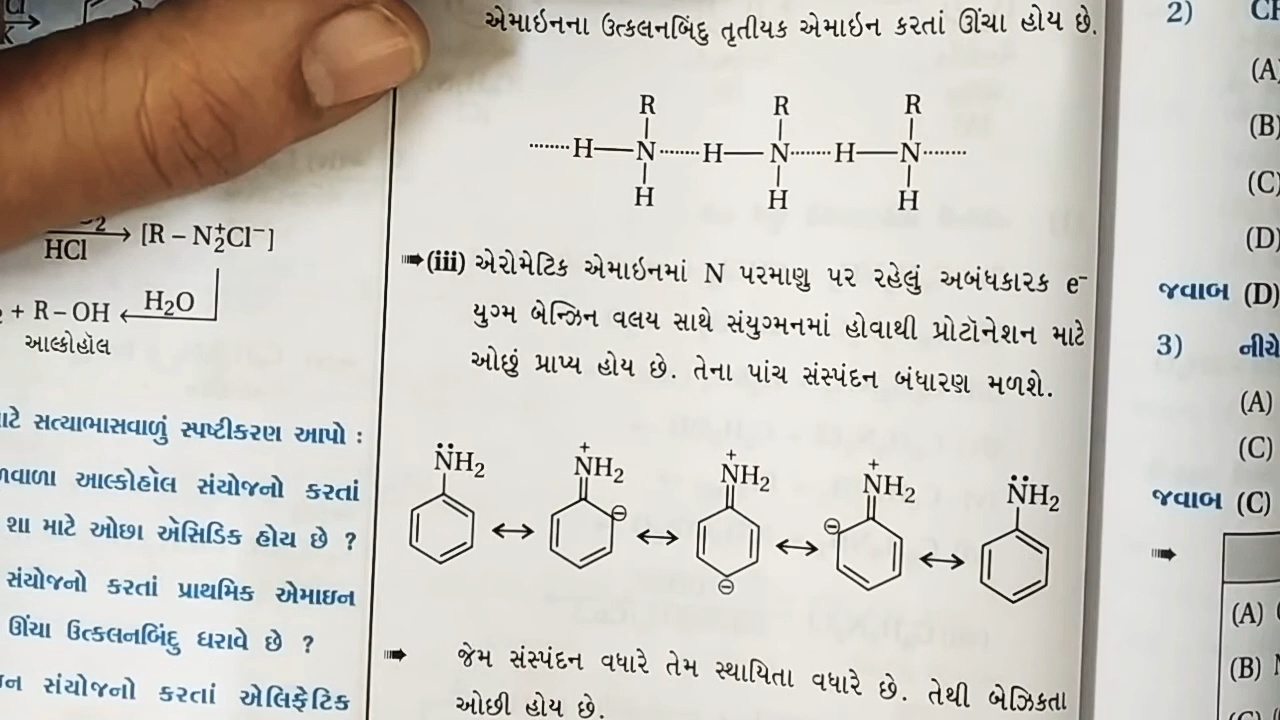 HCl
[R – N₂⁺Cl⁻]
+ R – OH
H₂O
આલ્કોહૉલ
સત્યાભાસવાળું સ્પષ્ટીકરણ આપો :
આલ્કોહૉલ સંયોજનો કરતાં
શા માટે ઓછા ઍસિડિક હોય છે ?
સંયોજનો કરતાં પ્રાથમિક એમાઇન
ઊંચા ઉત્કલનબિંદુ ધરાવે છે ?
સંયોજનો કરતાં એલિફેટિક
એમાઇનના ઉત્કલનબિંદુ તૃતીયક એમાઇન કરતાં ઊંચા હોય છે.
R R R
H — N ........ H — N ........ H — N ........
H H H
(iii) એરોમેટિક એમાઇનમાં N પરમાણુ પર રહેલું અબંધકારક e⁻
યુગ્મ બેન્ઝિન વલય સાથે સંયુગ્મનમાં હોવાથી પ્રોટૉનેશન માટે
ઓછું પ્રાપ્ય હોય છે. તેના પાંચ સંસ્પંદન બંધારણ મળશે.
N̈H₂ ⁺NH₂ ⁺NH₂ ⁺NH₂ N̈H₂
⊖ ⊖ ⊖
જેમ સંસ્પંદન વધારે તેમ સ્થાયિતા વધારે છે. તેથી બેઝિકતા
ઓછી હોય છે.
2)
(A)
(B)
(C)
(D)
જવાબ (D)
3) નીચે
(A)
(C)
જવાબ (C)
(A)
(B)